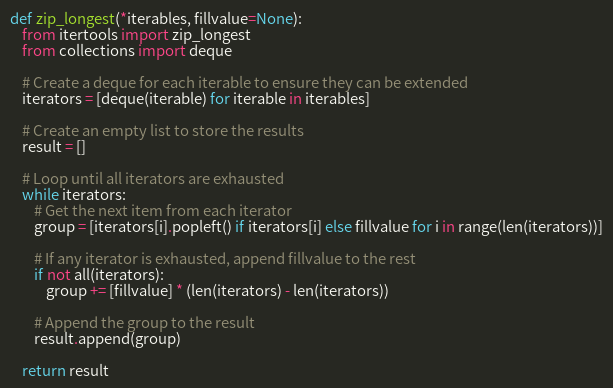 def zip_longest(*iterables, fillvalue=None):
    from itertools import zip_longest
    from collections import deque

    # Create a deque for each iterable to ensure they can be extended
    iterators = [deque(iterable) for iterable in iterables]

    # Create an empty list to store the results
    result = []

    # Loop until all iterators are exhausted
    while iterators:
        # Get the next item from each iterator
        group = [iterators[i].popleft() if iterators[i] else fillvalue for i in range(len(iterators))]

        # If any iterator is exhausted, append fillvalue to the rest
        if not all(iterators):
            group += [fillvalue] * (len(iterators) - len(iterators))

        # Append the group to the result
        result.append(group)

    return result